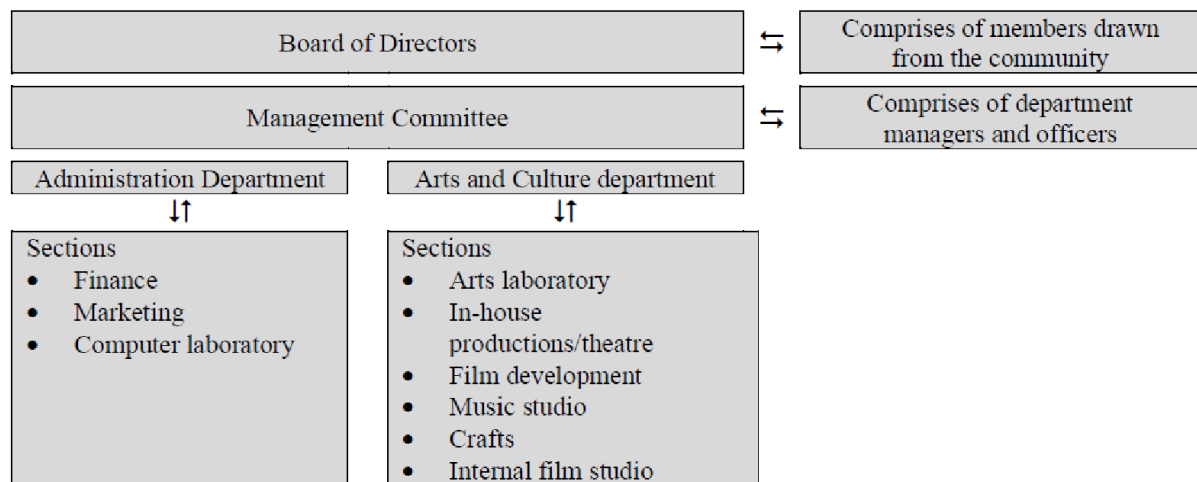 Board of Directors
Comprises of members drawn
from the community
Management Committee
Comprises of department
managers and officers
Administration Department
Arts and Culture department
Sections
• Finance
• Marketing
• Computer laboratory
Sections
• Arts laboratory
• In-house
productions/theatre
• Film development
• Music studio
• Crafts
• Internal film studio